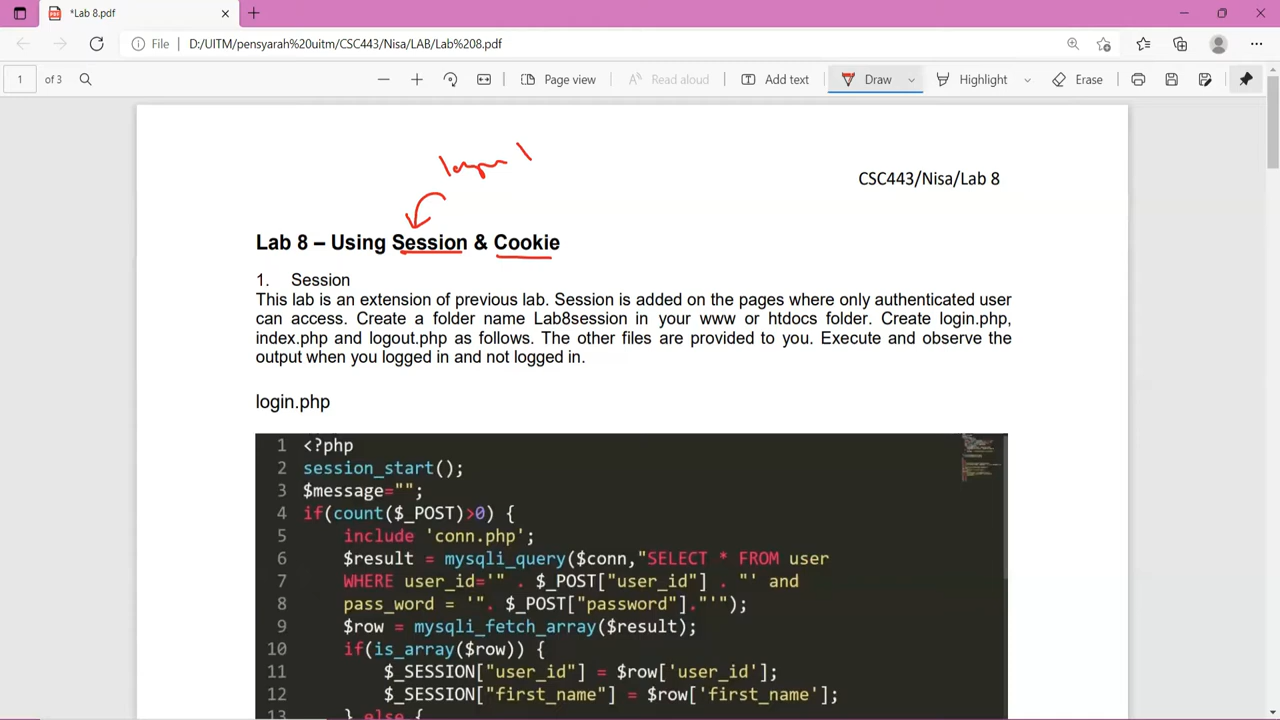 *Lab 8.pdf
File
D:/UITM/pensyarah%20uitm/CSC443/Nisa/LAB/Lab%208.pdf
1
of 3
Page view
Read aloud
Add text
Draw
Highlight
Erase
layer 1
CSC443/Nisa/Lab 8
Lab 8 – Using Session & Cookie
1. Session
This lab is an extension of previous lab. Session is added on the pages where only authenticated user
can access. Create a folder name Lab8session in your www or htdocs folder. Create login.php,
index.php and logout.php as follows. The other files are provided to you. Execute and observe the
output when you logged in and not logged in.
login.php
1 <?php
2 session_start();
3 $message="";
4 if(count($_POST)>0) {
5 include 'conn.php';
6 $result = mysqli_query($conn,"SELECT * FROM user
7 WHERE user_id='" . $_POST["user_id"] . "' and
8 pass_word = '". $_POST["password"]."'");
9 $row = mysqli_fetch_array($result);
10 if(is_array($row)) {
11 $_SESSION["user_id"] = $row['user_id'];
12 $_SESSION["first_name"] = $row['first_name'];
13 } else {